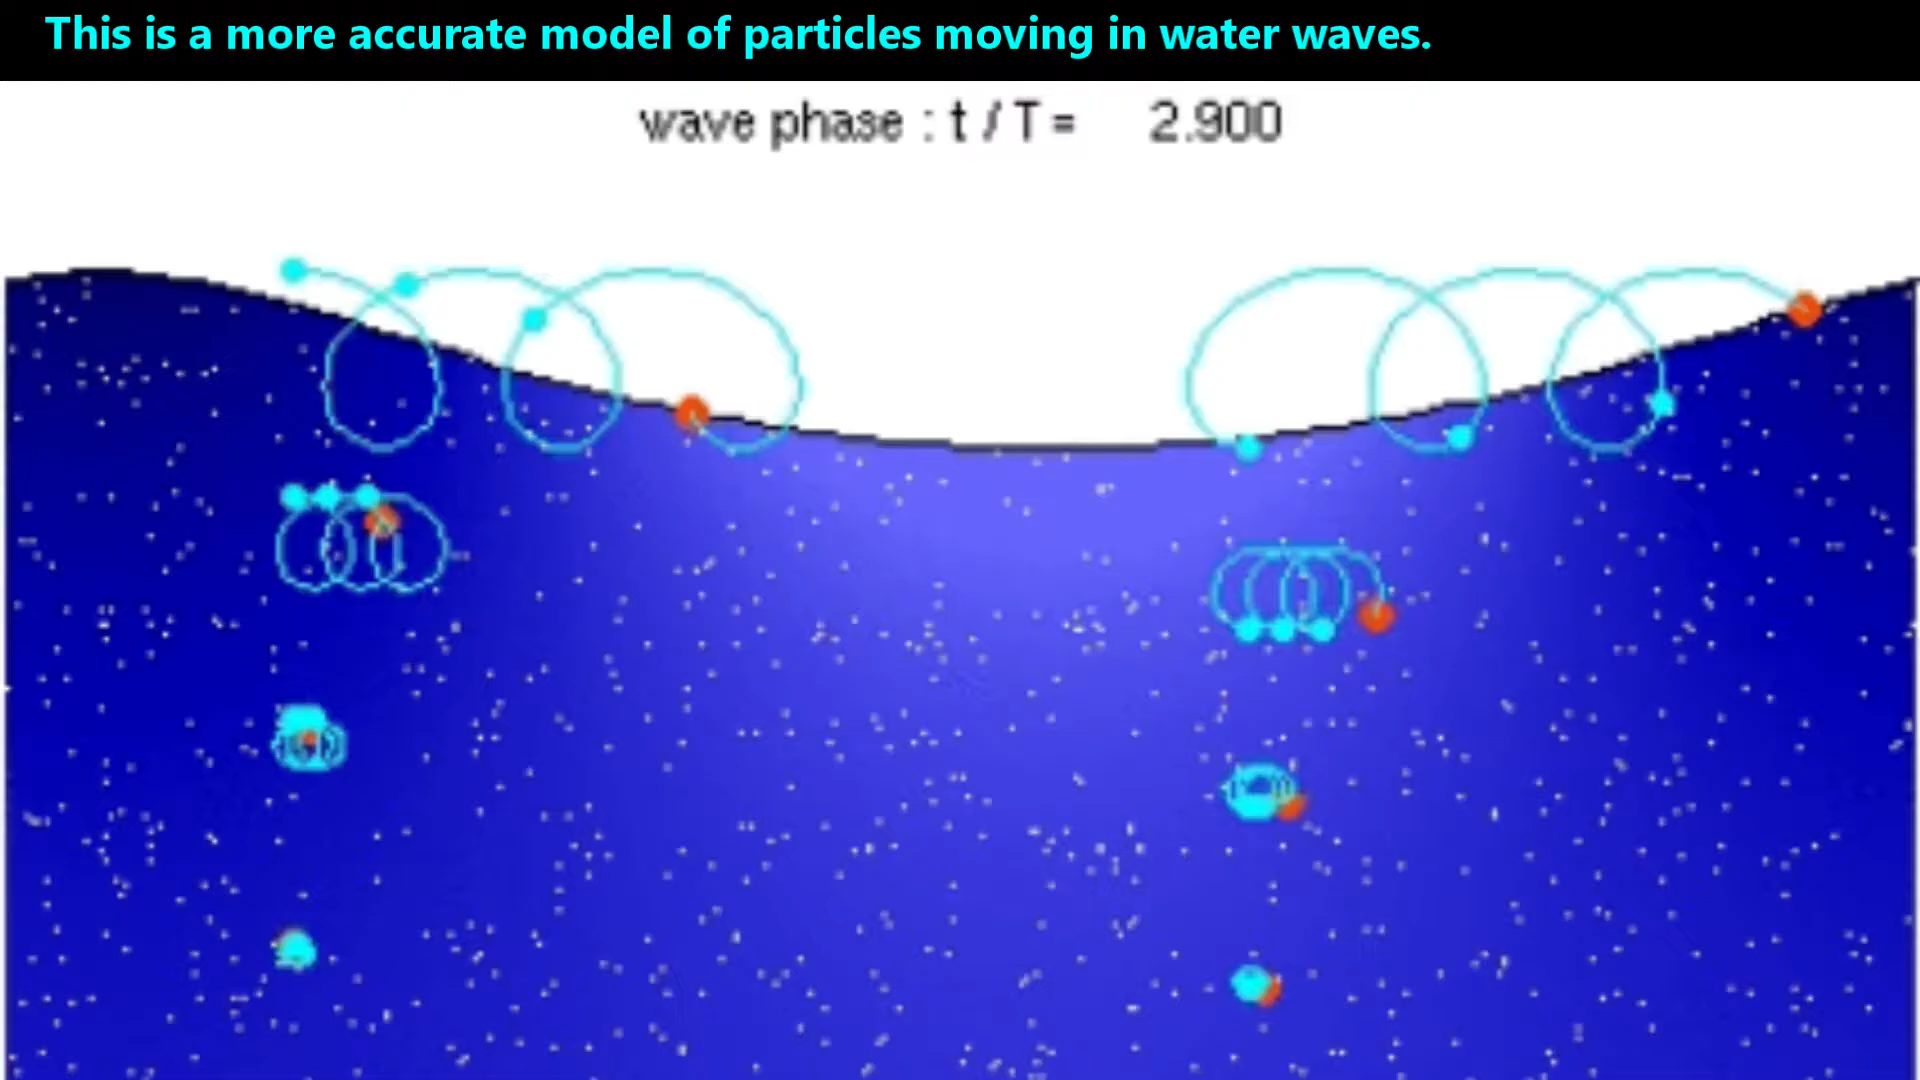 This is a more accurate model of particles moving in water waves.
wave phase : t / T = 2.900